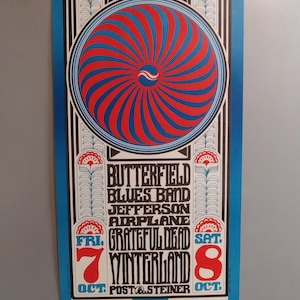 BUTTERFIELD
BLUES BAND
JEFFERSON
AIRPLANE
GRATEFUL DEAD
WINTERLAND
POST & STEINER
FRI.
7
OCT.
SAT.
8
OCT.